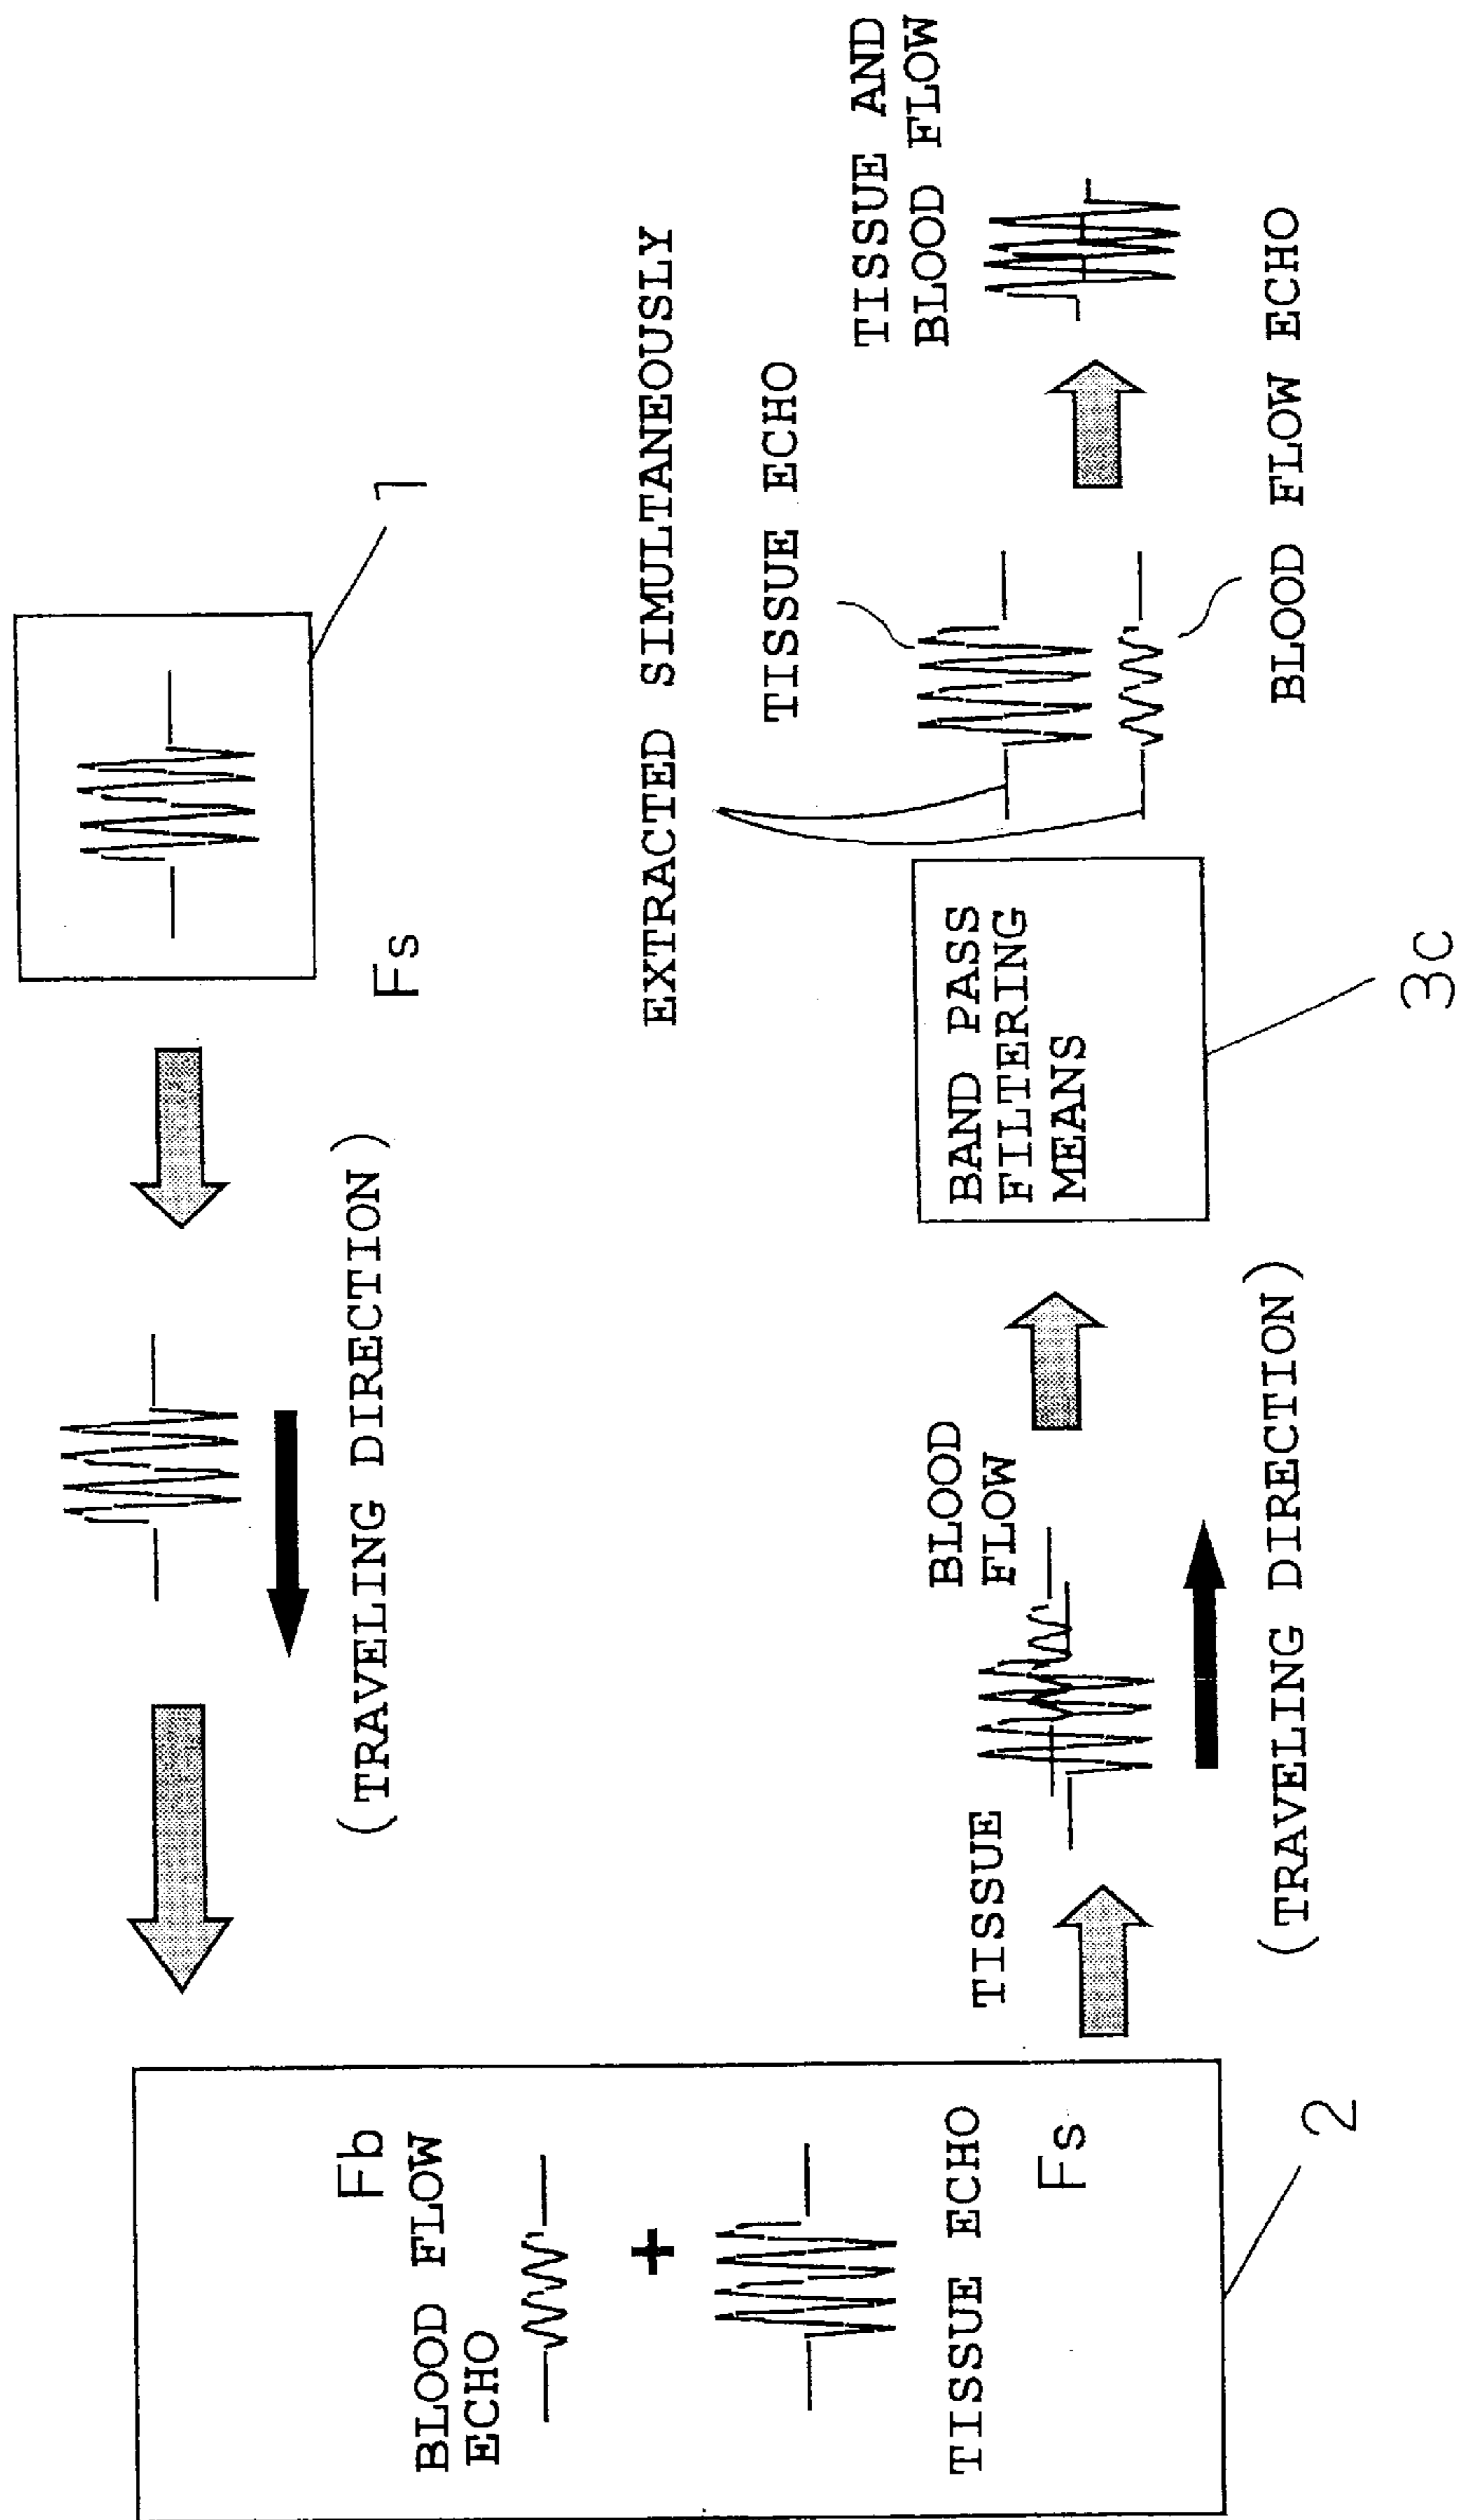 1
Fs
(TRAVELING DIRECTION)
Fb
BLOOD FLOW
ECHO
+
TISSUE ECHO
Fs
2
TISSUE
BLOOD
FLOW
(TRAVELING DIRECTION)
BAND PASS
FILTERING
MEANS
3c
EXTRACTED SIMULTANEOUSLY
TISSUE ECHO
BLOOD FLOW ECHO
TISSUE AND
BLOOD FLOW